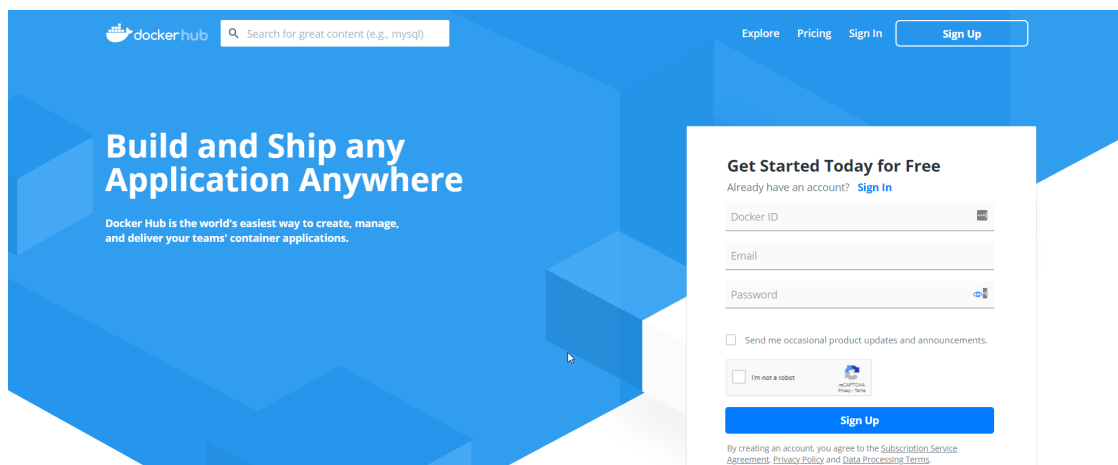 dockerhub
Search for great content (e.g., mysql)
Explore Pricing Sign In Sign Up
Build and Ship any
Application Anywhere
Docker Hub is the world's easiest way to create, manage,
and deliver your teams' container applications.
Get Started Today for Free
Already have an account? Sign In
Docker ID
Email
Password
Send me occasional product updates and announcements.
I'm not a robot
reCAPTCHA
Privacy - Terms
Sign Up
By creating an account, you agree to the Subscription Service
Agreement, Privacy Policy and Data Processing Terms.